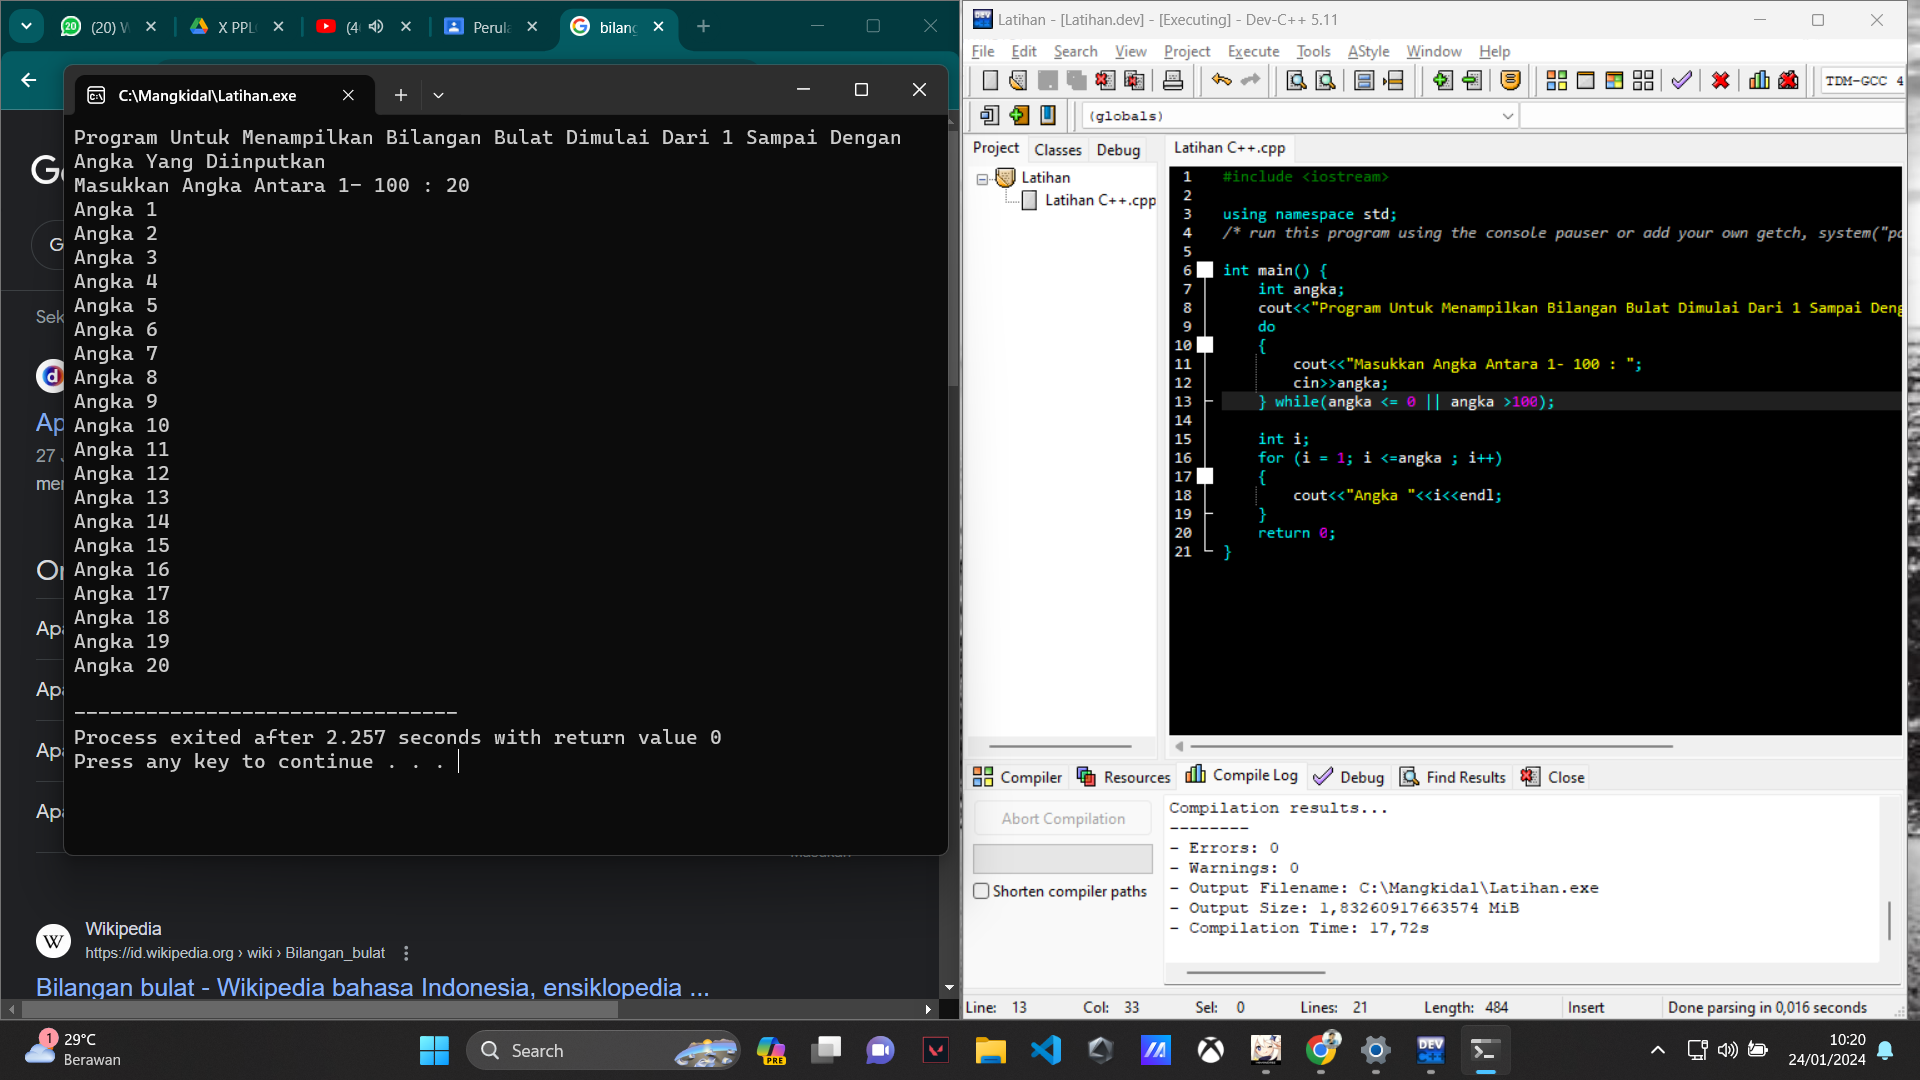 (20) W
X PPL
(4
Perula
bilang
C:\Mangkidal\Latihan.exe
Program Untuk Menampilkan Bilangan Bulat Dimulai Dari 1 Sampai Dengan
Angka Yang Diinputkan
Masukkan Angka Antara 1- 100 : 20
Angka 1
Angka 2
Angka 3
Angka 4
Angka 5
Angka 6
Angka 7
Angka 8
Angka 9
Angka 10
Angka 11
Angka 12
Angka 13
Angka 14
Angka 15
Angka 16
Angka 17
Angka 18
Angka 19
Angka 20
--------------------------------
Process exited after 2.257 seconds with return value 0
Press any key to continue . . .
Go
G
Sek
Ap
27
mer
Or
Apa
Apa
Apa
Apa
Wikipedia
https://id.wikipedia.org › wiki › Bilangan_bulat
Bilangan bulat - Wikipedia bahasa Indonesia, ensiklopedia ...
Latihan - [Latihan.dev] - [Executing] - Dev-C++ 5.11
File Edit Search View Project Execute Tools AStyle Window Help
TDM-GCC 4
(globals)
Project Classes Debug
Latihan
Latihan C++.cpp
Latihan C++.cpp
1 #include <iostream>
2
3 using namespace std;
4 /* run this program using the console pauser or add your own getch, system("pa
5
6 int main() {
7 int angka;
8 cout<<"Program Untuk Menampilkan Bilangan Bulat Dimulai Dari 1 Sampai Deng
9 do
10 {
11 cout<<"Masukkan Angka Antara 1- 100 : ";
12 cin>>angka;
13 } while(angka <= 0 || angka >100);
14
15 int i;
16 for (i = 1; i <=angka ; i++)
17 {
18 cout<<"Angka "<<i<<endl;
19 }
20 return 0;
21 }
Compiler Resources Compile Log Debug Find Results Close
Abort Compilation
Shorten compiler paths
Compilation results...
--------
- Errors: 0
- Warnings: 0
- Output Filename: C:\Mangkidal\Latihan.exe
- Output Size: 1,83260917663574 MiB
- Compilation Time: 17,72s
Line: 13 Col: 33 Sel: 0 Lines: 21 Length: 484 Insert Done parsing in 0,016 seconds
1
29°C
Berawan
Search
PRE
DEV
10:20
24/01/2024